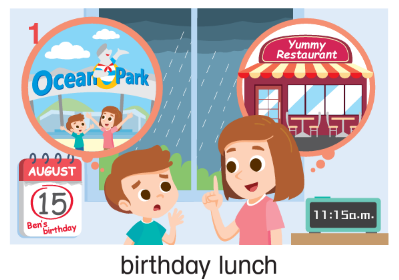 1
Ocean Park
Yummy
Restaurant
AUGUST
15
Ben's
birthday
11:15a.m.
birthday lunch